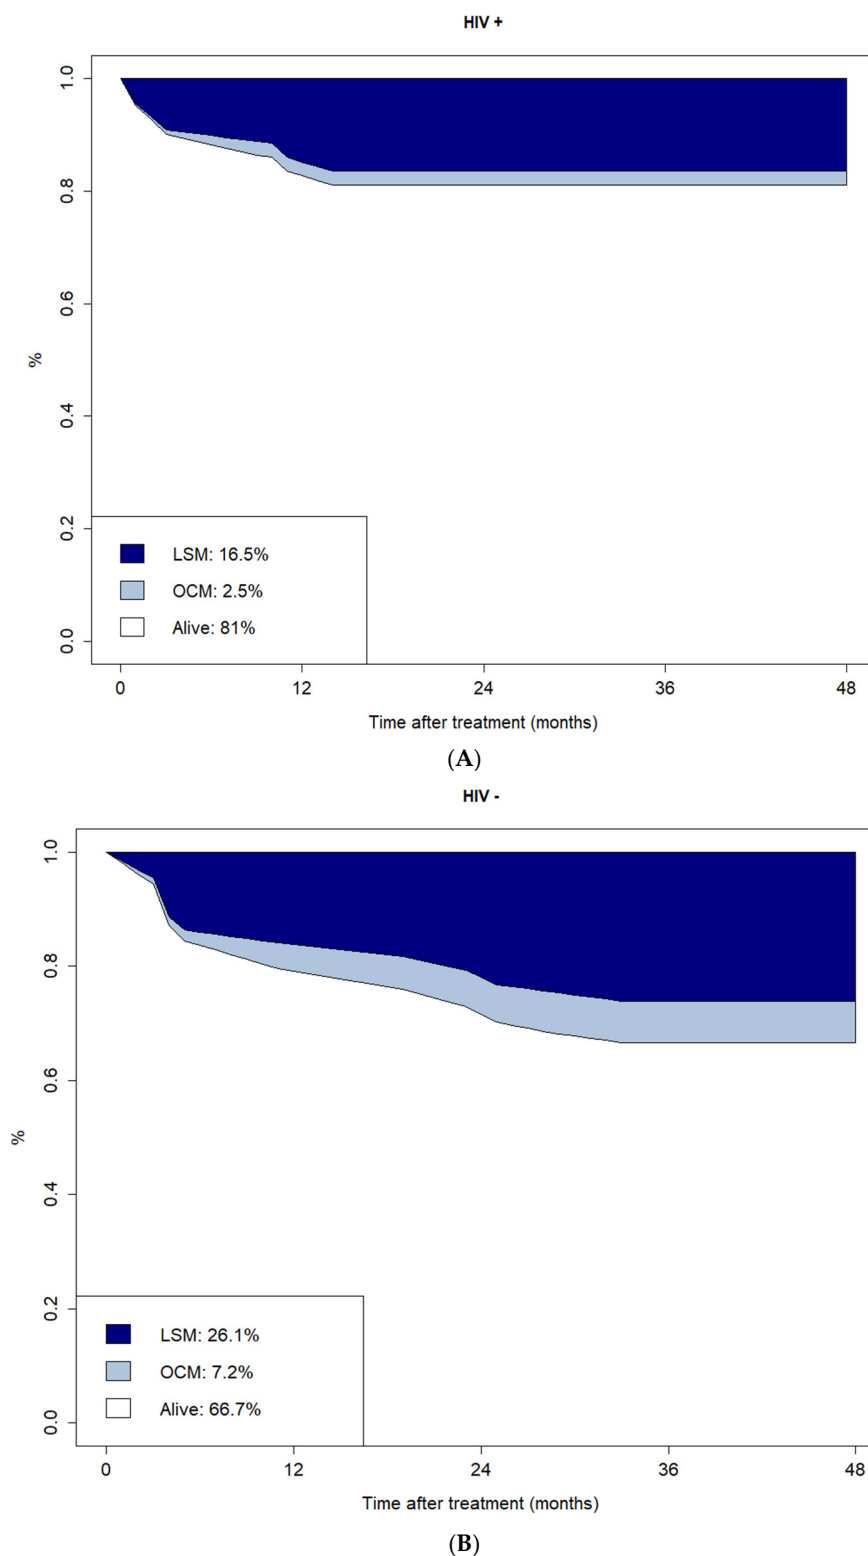 HIV +
1.0
0.8
0.6
%
0.4
0.2
0.0
LSM: 16.5%
OCM: 2.5%
Alive: 81%
0 12 24 36 48
Time after treatment (months)
(A)
HIV -
1.0
0.8
0.6
%
0.4
0.2
0.0
LSM: 26.1%
OCM: 7.2%
Alive: 66.7%
0 12 24 36 48
Time after treatment (months)
(B)